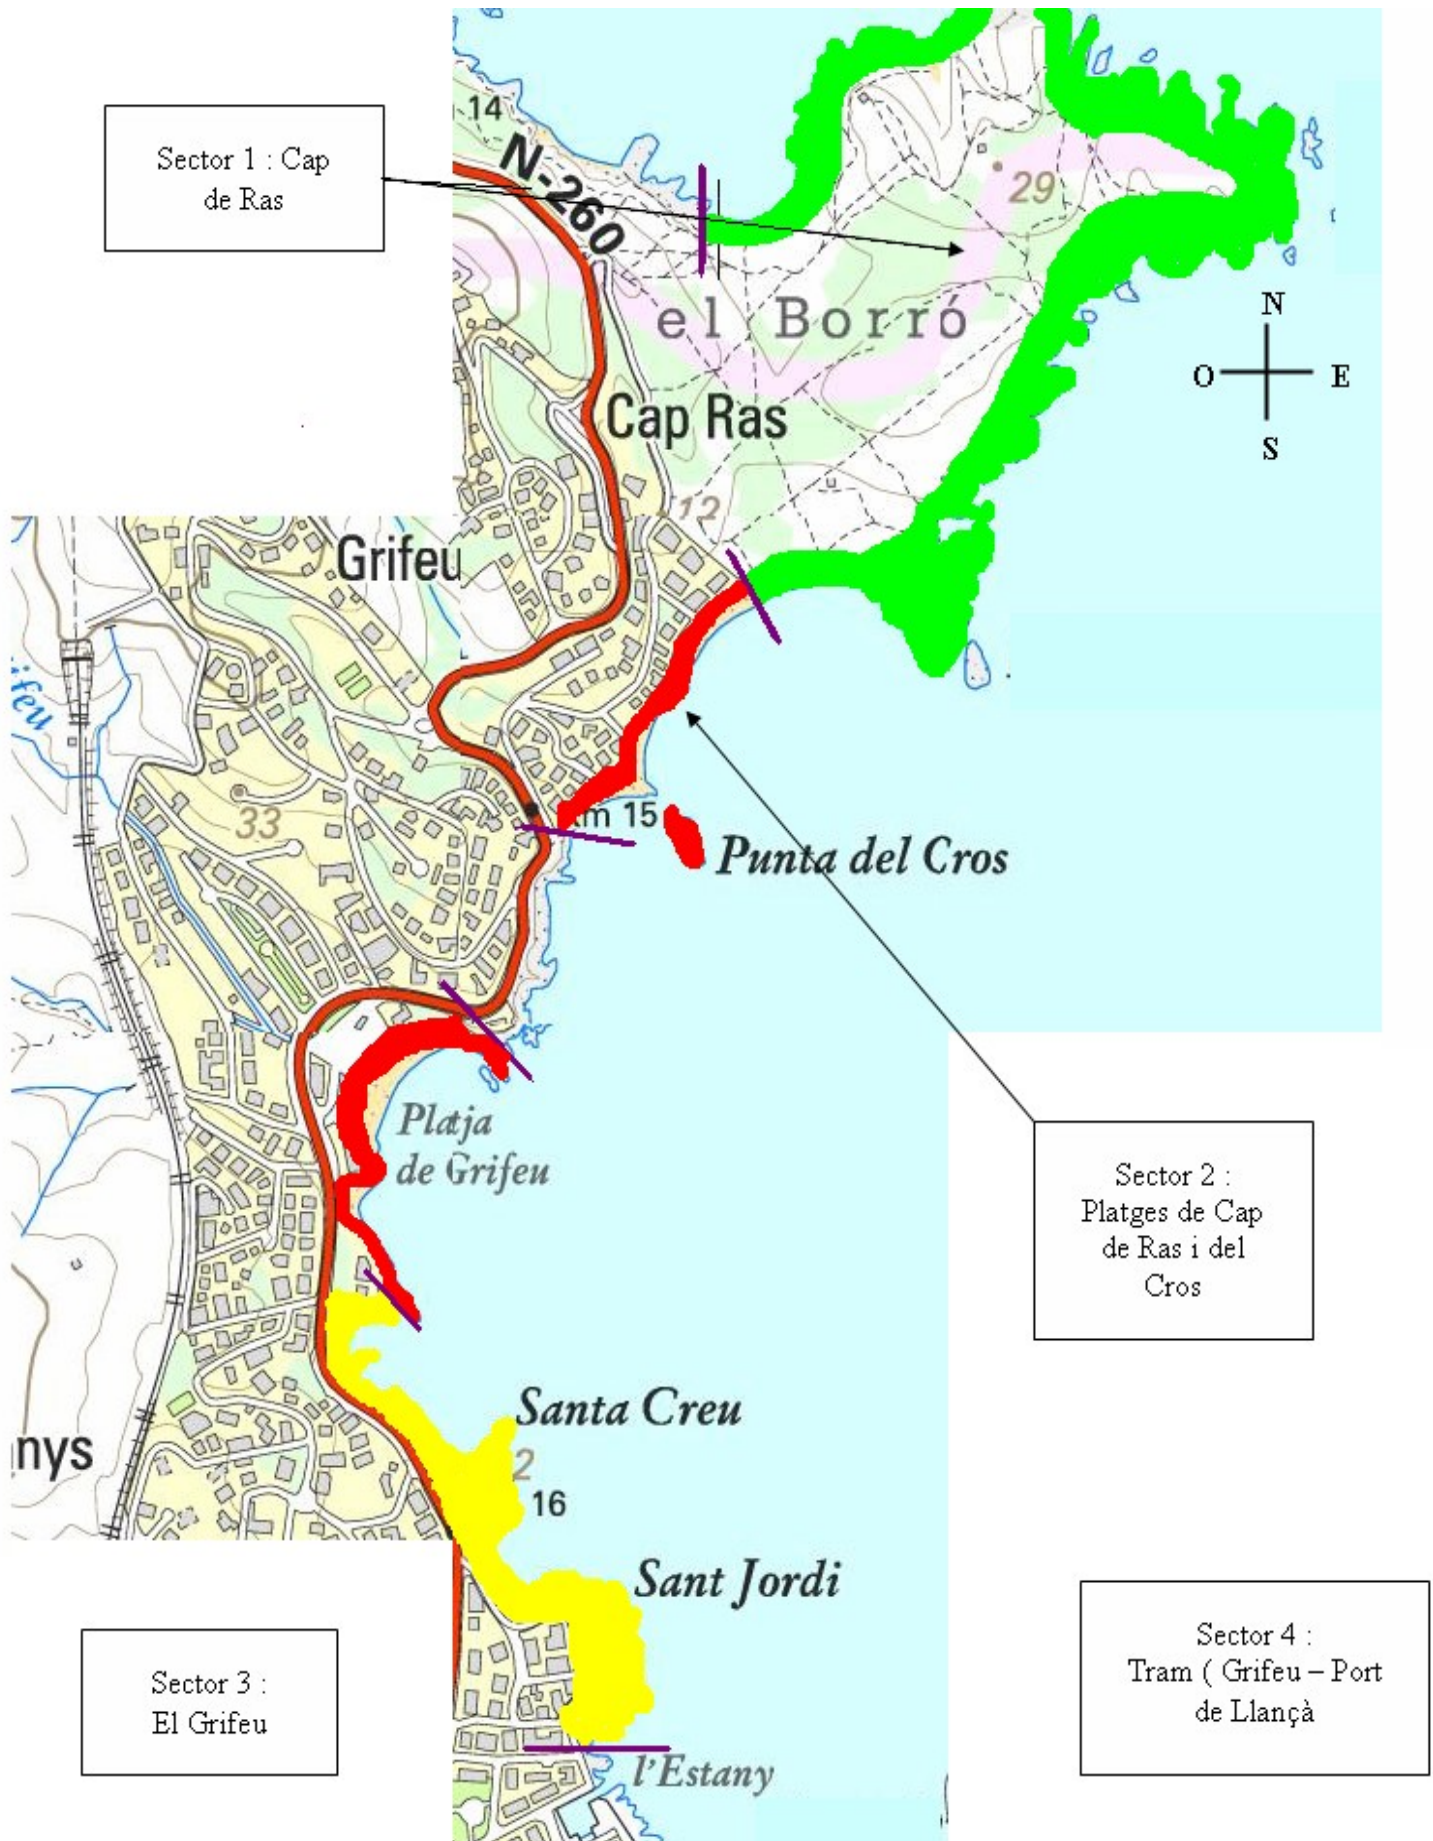 14
N-260
Sector 1 : Cap
de Ras
29
el Borró
N
O E
S
Cap Ras
12
Grifeu
ifeu
33
m 15
Punta del Cros
Platja
de Grifeu
Sector 2 :
Platges de Cap
de Ras i del
Cros
Santa Creu
2
nys
16
Sant Jordi
Sector 3 :
El Grifeu
Sector 4 :
Tram ( Grifeu – Port
de Llançà
l'Estany